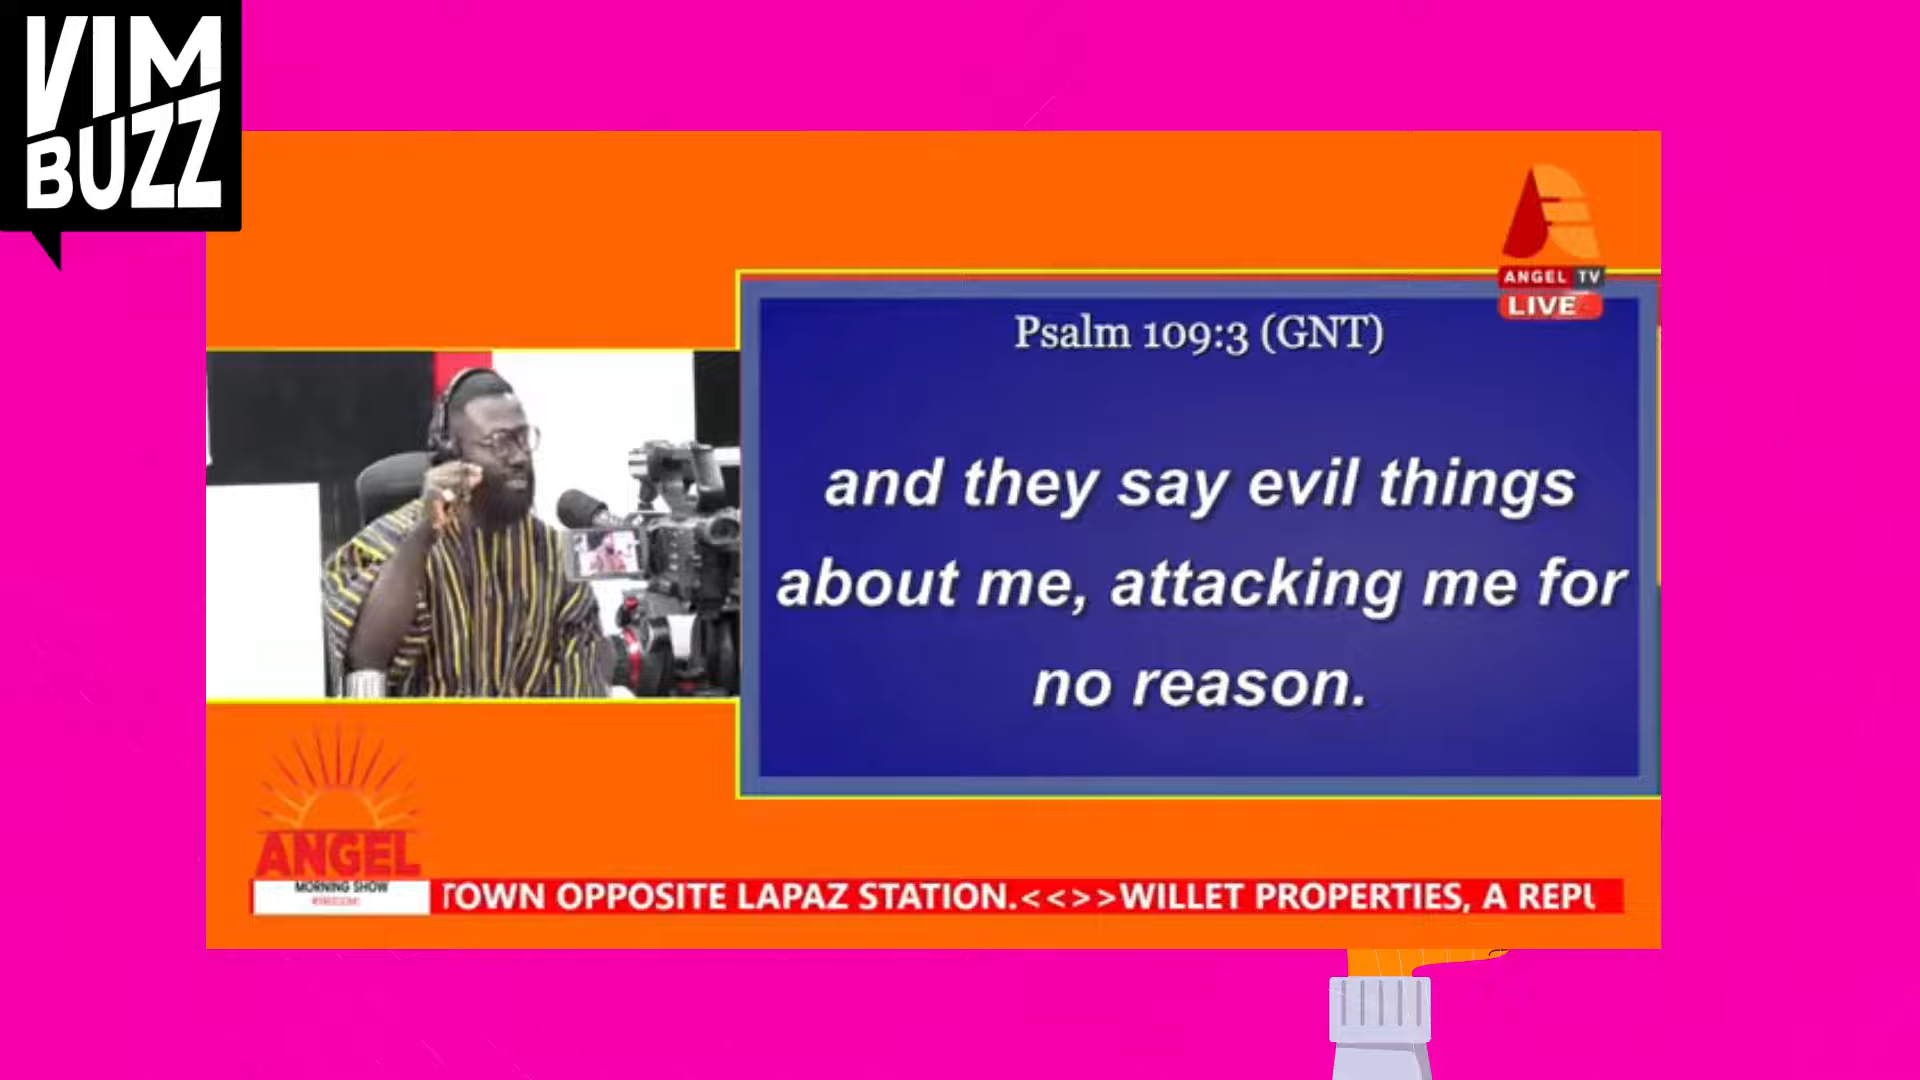 VIM
BUZZ
ANGEL TV
LIVE
Psalm 109:3 (GNT)
and they say evil things
about me, attacking me for
no reason.
ANGEL
MORNING SHOW
TOWN OPPOSITE LAPAZ STATION.<<>>WILLET PROPERTIES, A REPU